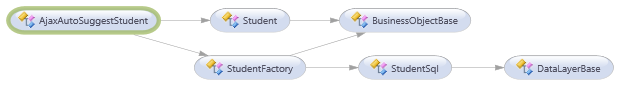 AjaxAutoSuggestStudent
Student
BusinessObjectBase
StudentFactory
StudentSql
DataLayerBase